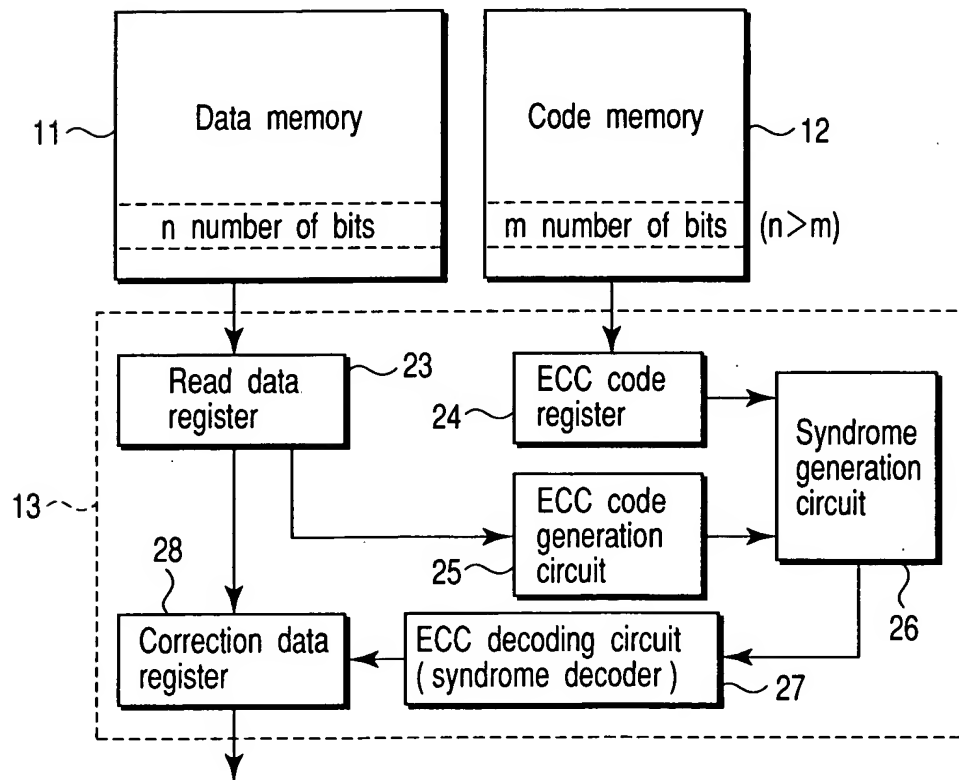 Data memory
Code memory
11
12
n number of bits
m number of bits
(n>m)
Read data
register
23
ECC code
register
24
Syndrome
generation
circuit
13
ECC code
generation
circuit
25
28
26
Correction data
register
ECC decoding circuit
( syndrome decoder )
27